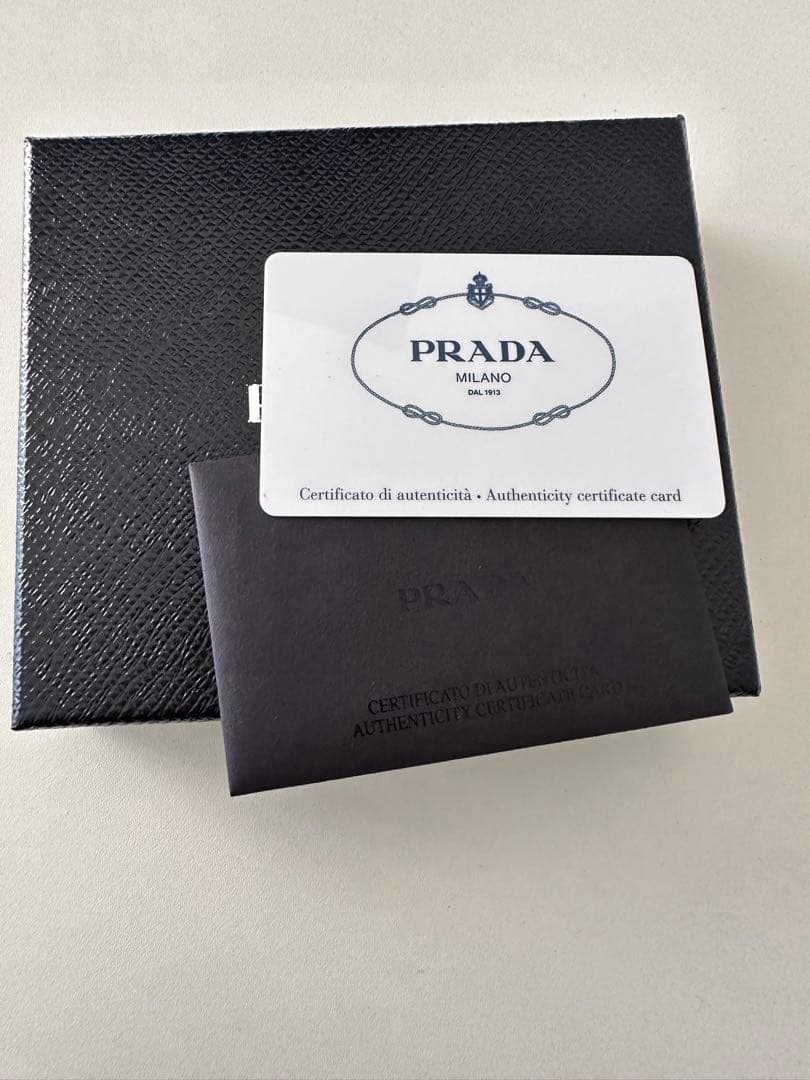 PRADA
MILANO
DAL 1913
Certificato di autenticità • Authenticity certificate card
PRADA
CERTIFICATO DI AUTENTICITÀ
AUTHENTICITY CERTIFICATE CARD